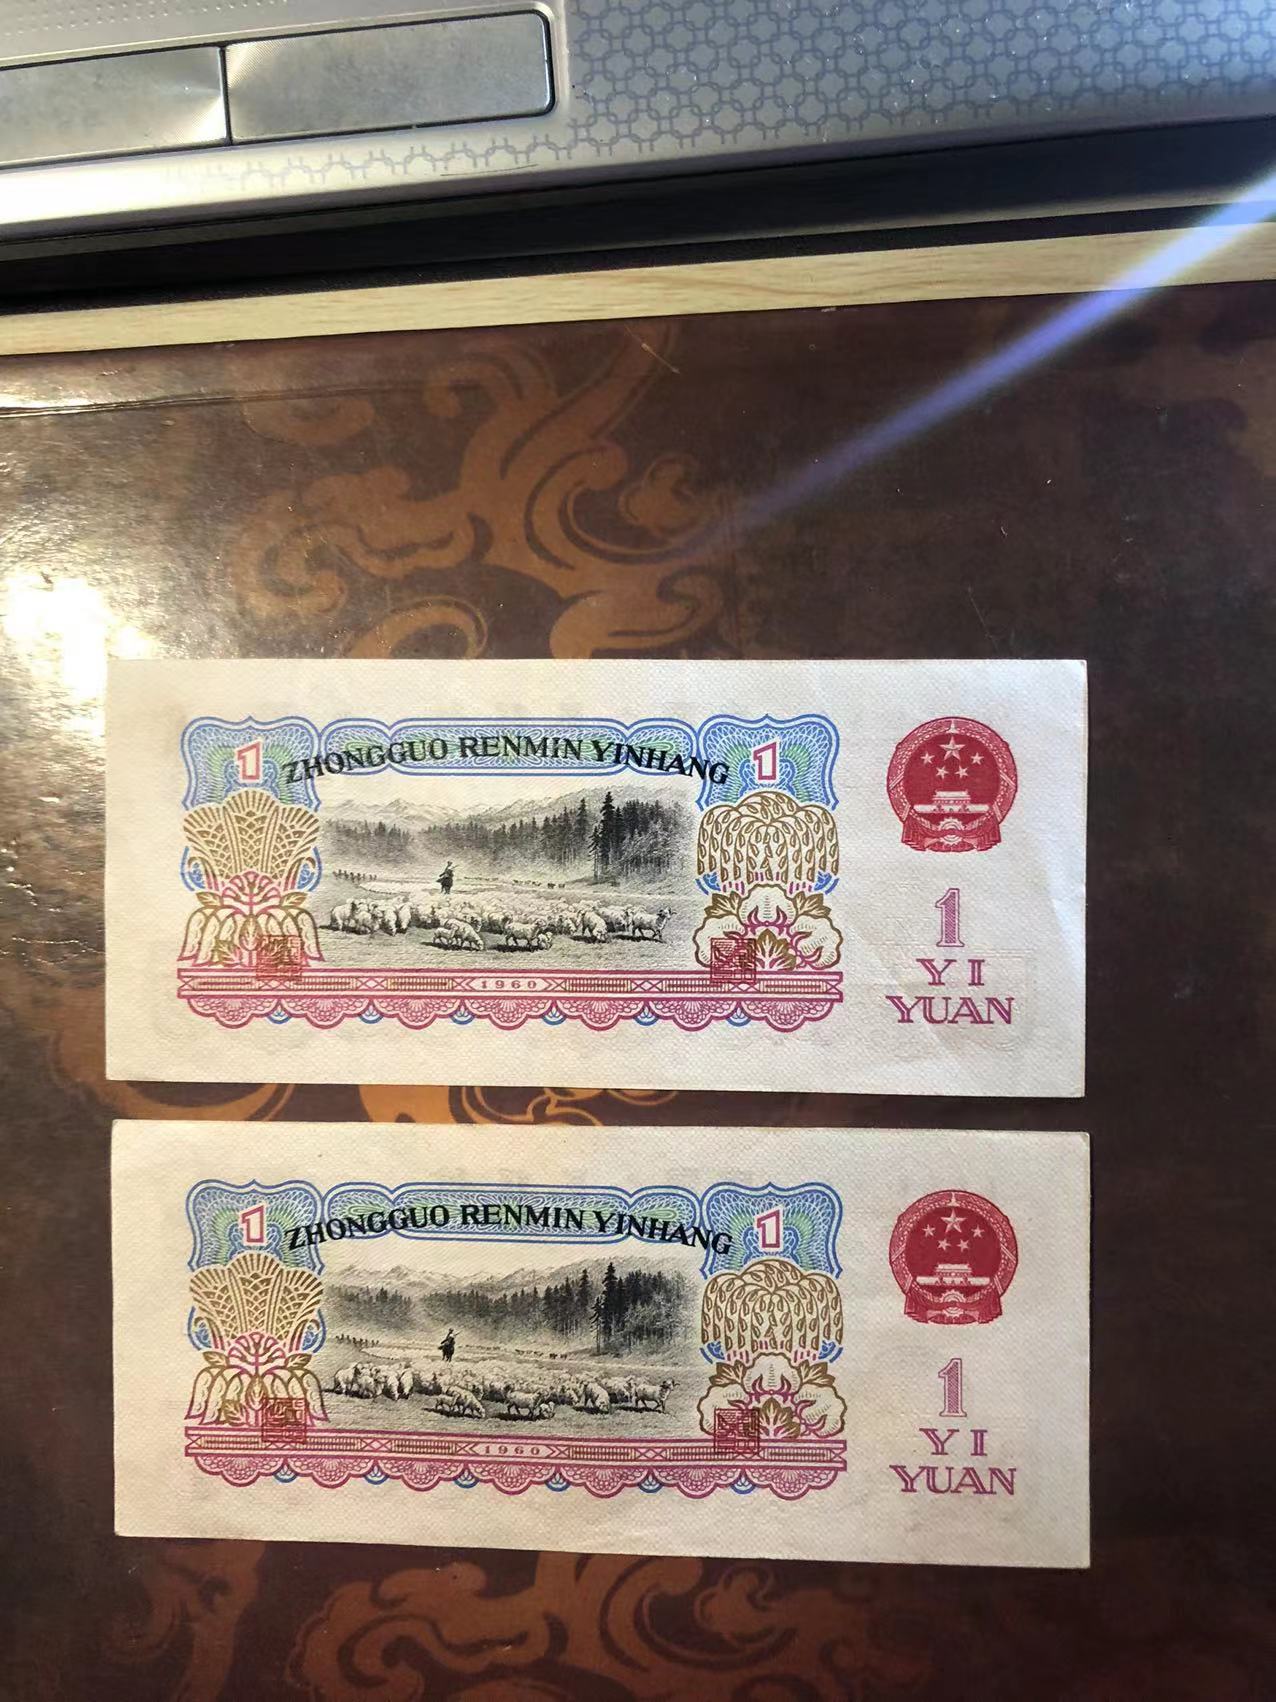 1 ZHONGGUO RENMIN YINHANG 1
1960
1
YI
YUAN
1 ZHONGGUO RENMIN YINHANG 1
1960
1
YI
YUAN